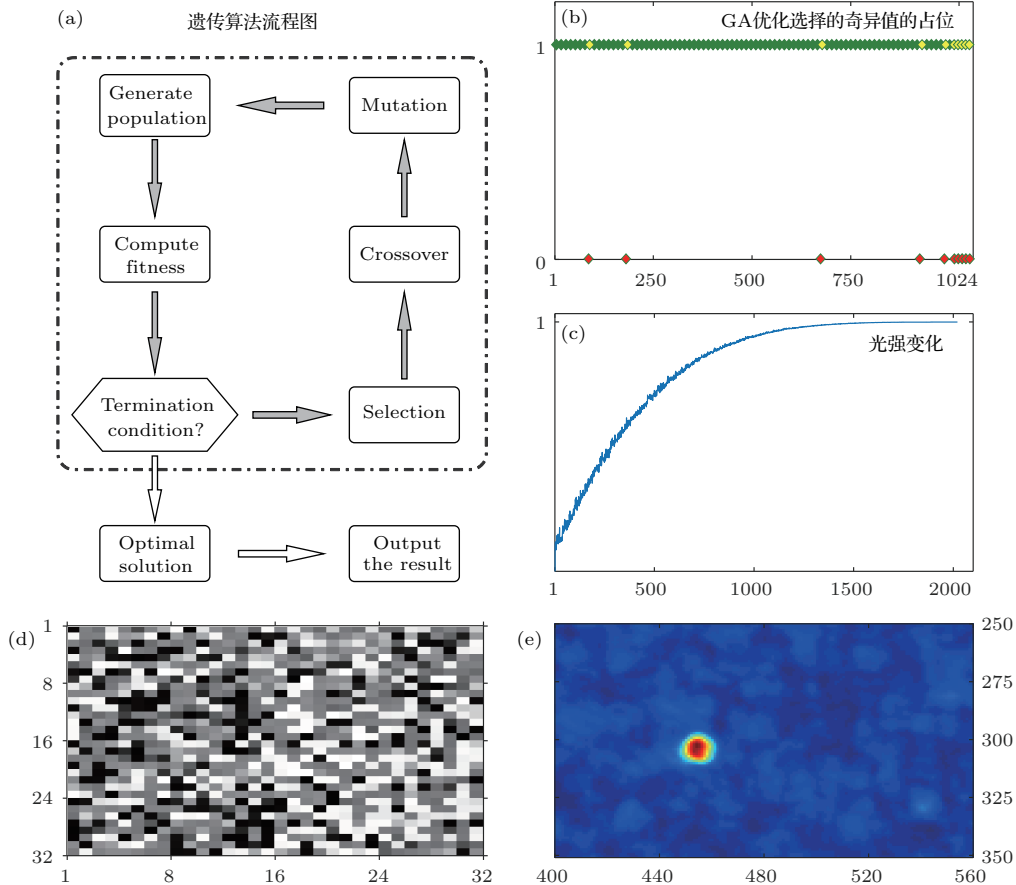 (a)
遗传算法流程图
Generate
population
Mutation
Compute
fitness
Crossover
Termination
condition?
Selection
Optimal
solution
Output
the result
(b)
GA优化选择的奇异值的占位
1
0
1
250
500
750
1024
(c)
光强变化
1
1
500
1000
1500
2000
(d)
1
8
16
24
32
1
8
16
24
32
(e)
250
275
300
325
350
400
440
480
520
560